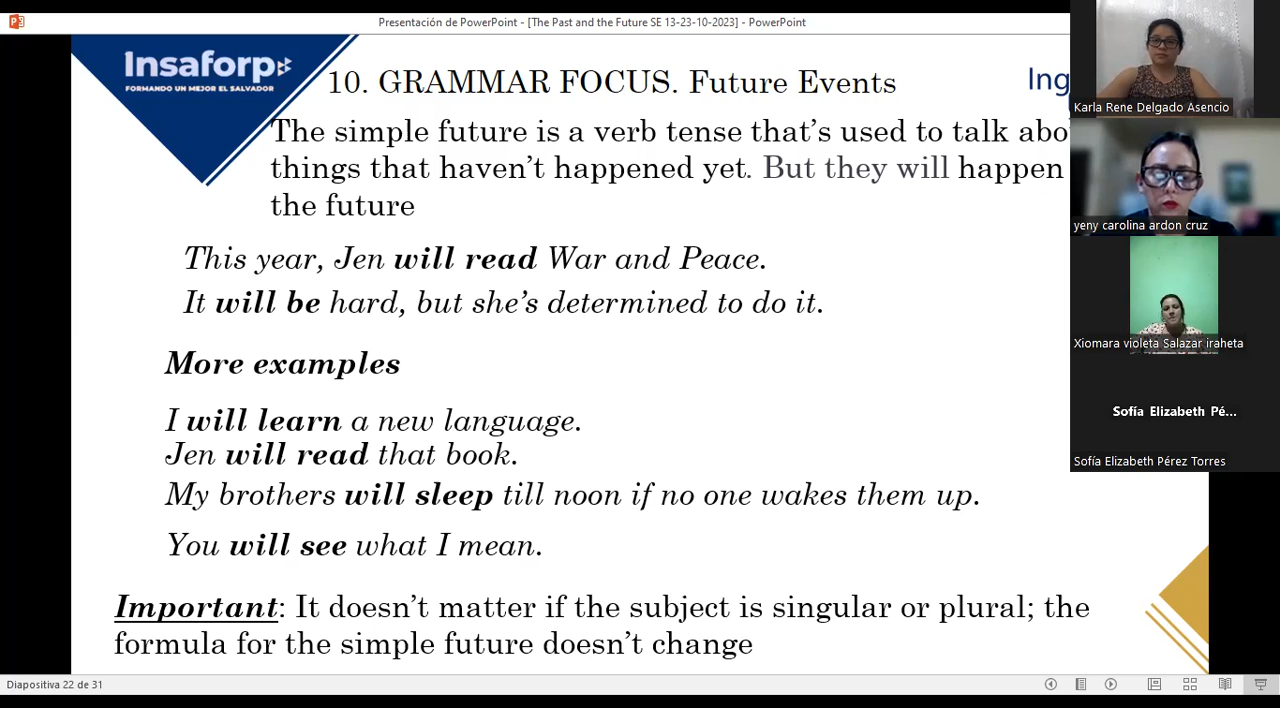 Presentación de PowerPoint - [The Past and the Future SE 13-23-10-2023] - PowerPoint
Insaforp
FORMANDO UN MEJOR EL SALVADOR
10. GRAMMAR FOCUS. Future Events
Ing
The simple future is a verb tense that's used to talk abo
things that haven't happened yet. But they will happen
the future
This year, Jen will read War and Peace.
It will be hard, but she's determined to do it.
More examples
I will learn a new language.
Jen will read that book.
My brothers will sleep till noon if no one wakes them up.
You will see what I mean.
Important: It doesn't matter if the subject is singular or plural; the
formula for the simple future doesn't change
Karla Rene Delgado Asencio
yeny carolina ardon cruz
Xiomara violeta Salazar iraheta
Sofía Elizabeth Pé...
Sofía Elizabeth Pérez Torres
Diapositiva 22 de 31